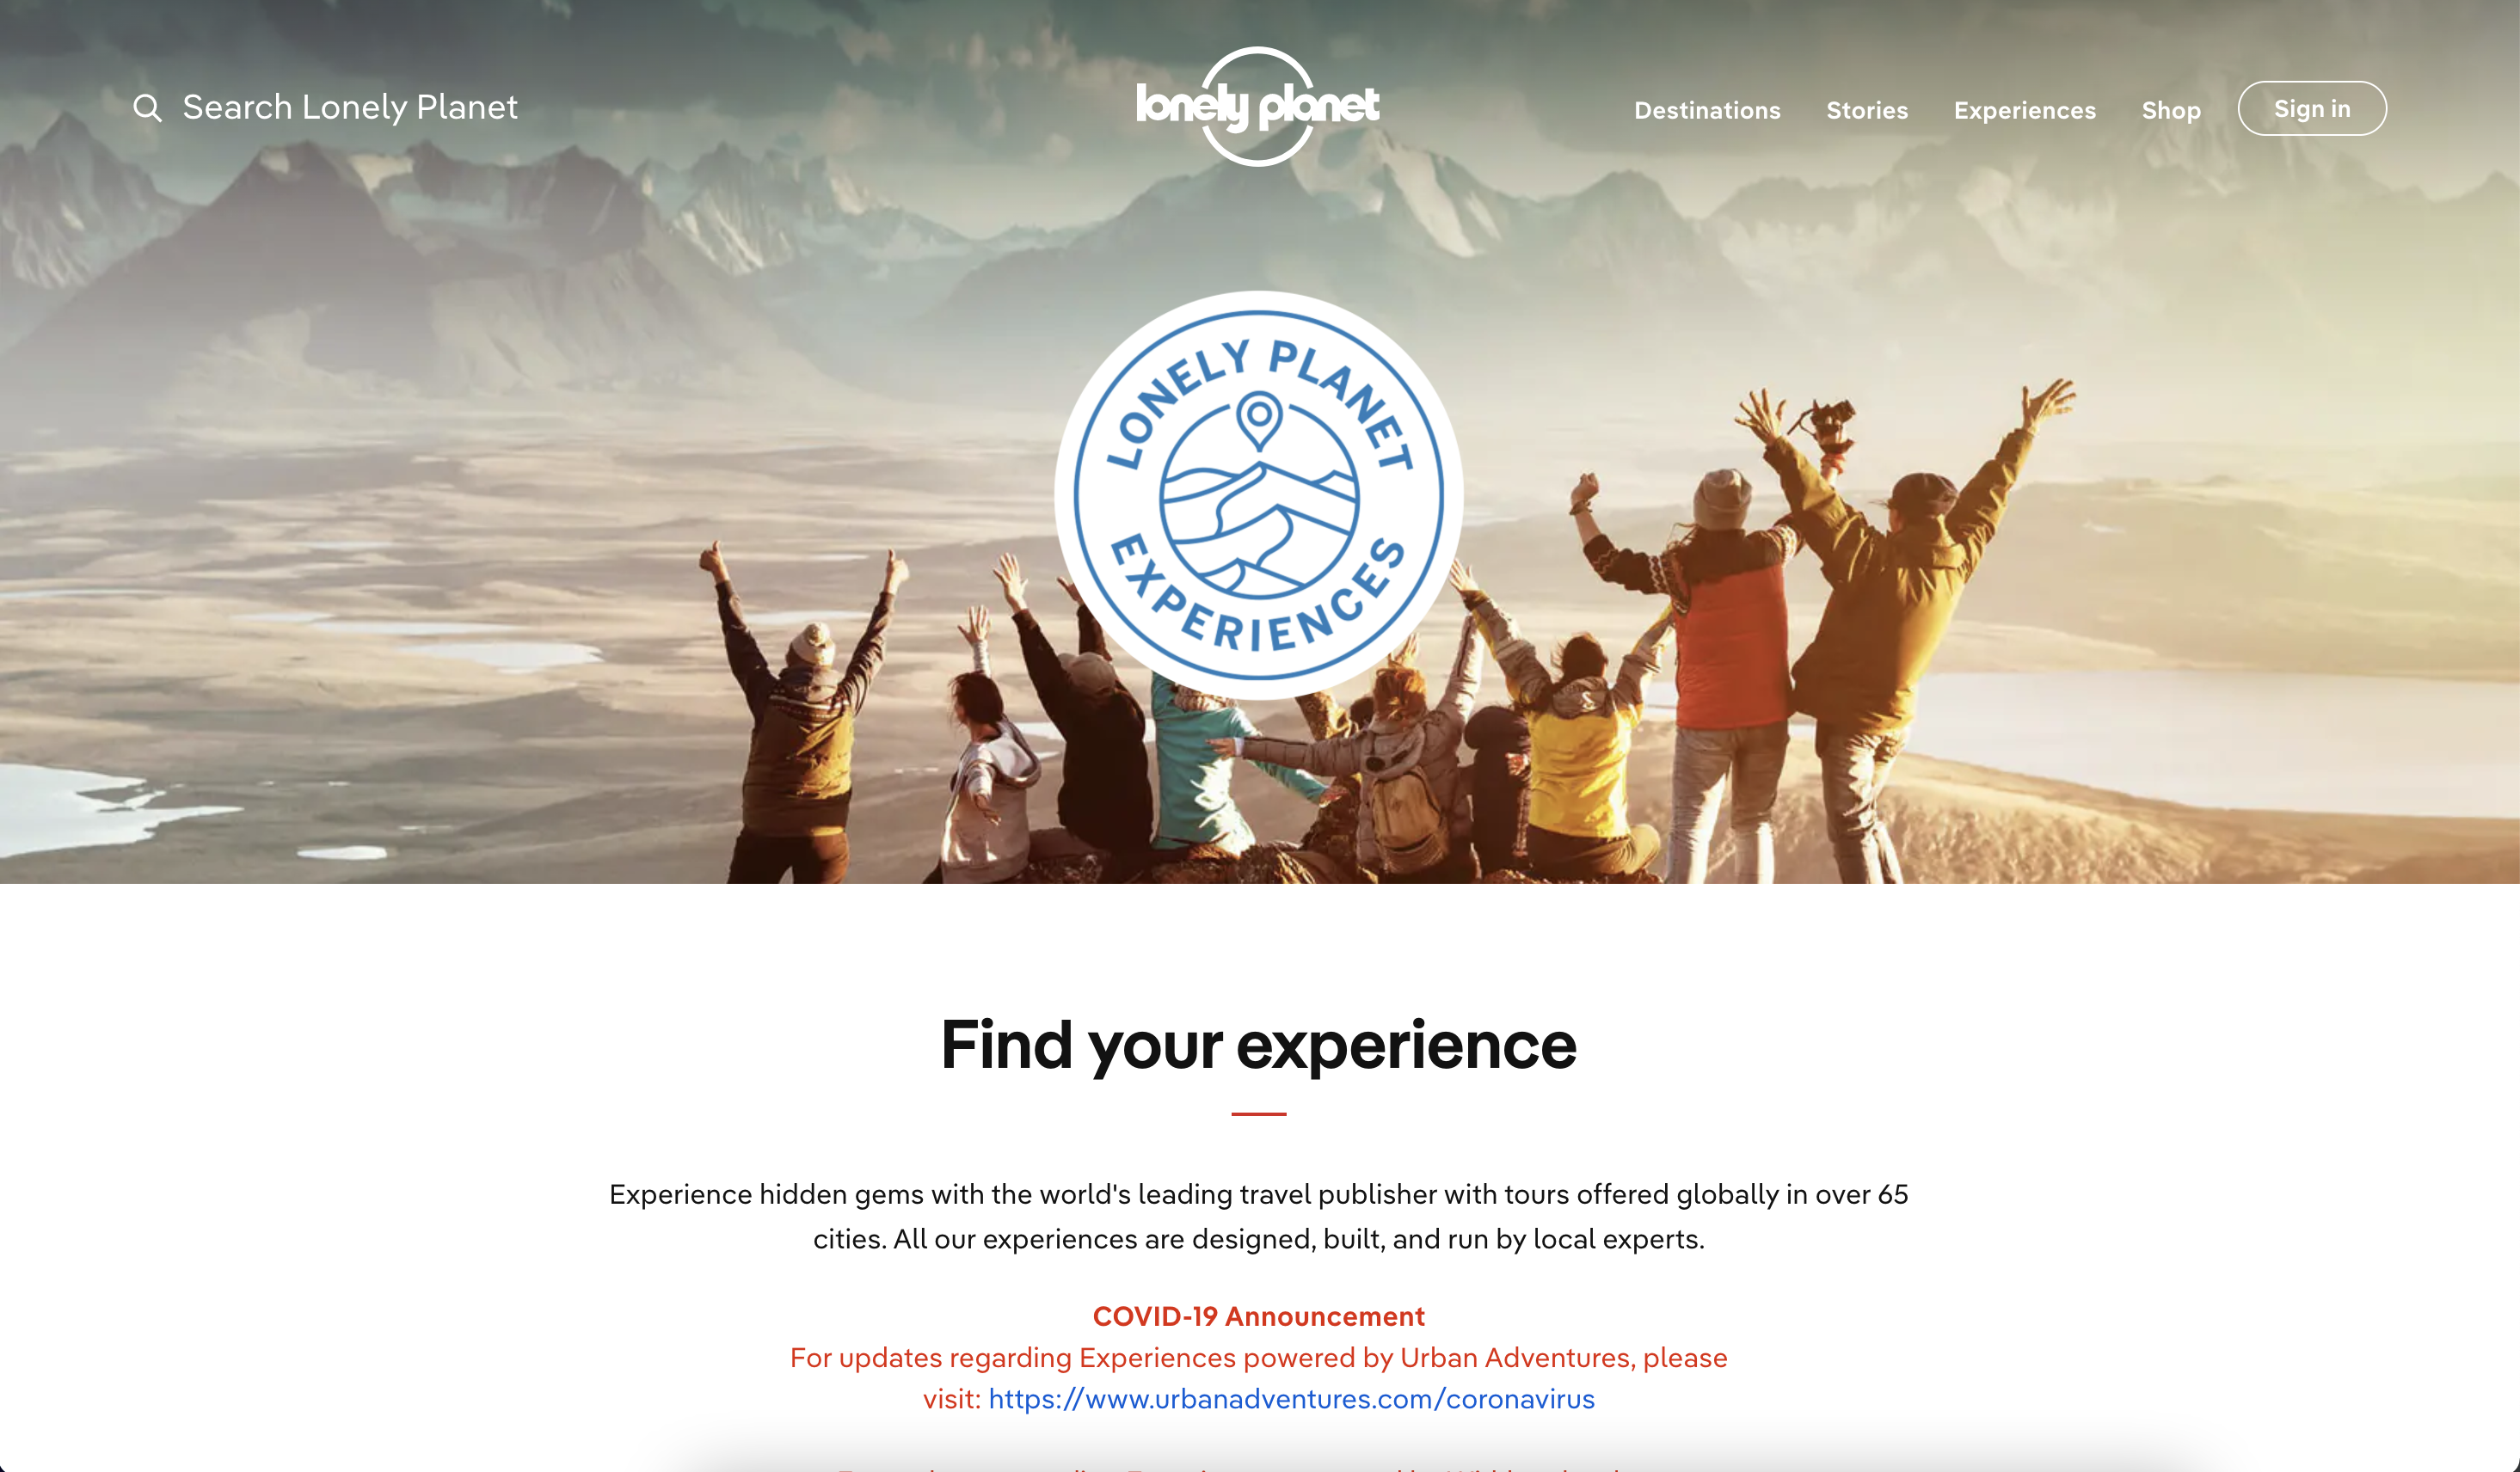 Search Lonely Planet
lonely planet
Destinations
Stories
Experiences
Shop
Sign in
LONELY PLANET
EXPERIENCES
Find your experience
Experience hidden gems with the world's leading travel publisher with tours offered globally in over 65
cities. All our experiences are designed, built, and run by local experts.
COVID-19 Announcement
For updates regarding Experiences powered by Urban Adventures, please
visit: https://www.urbanadventures.com/coronavirus